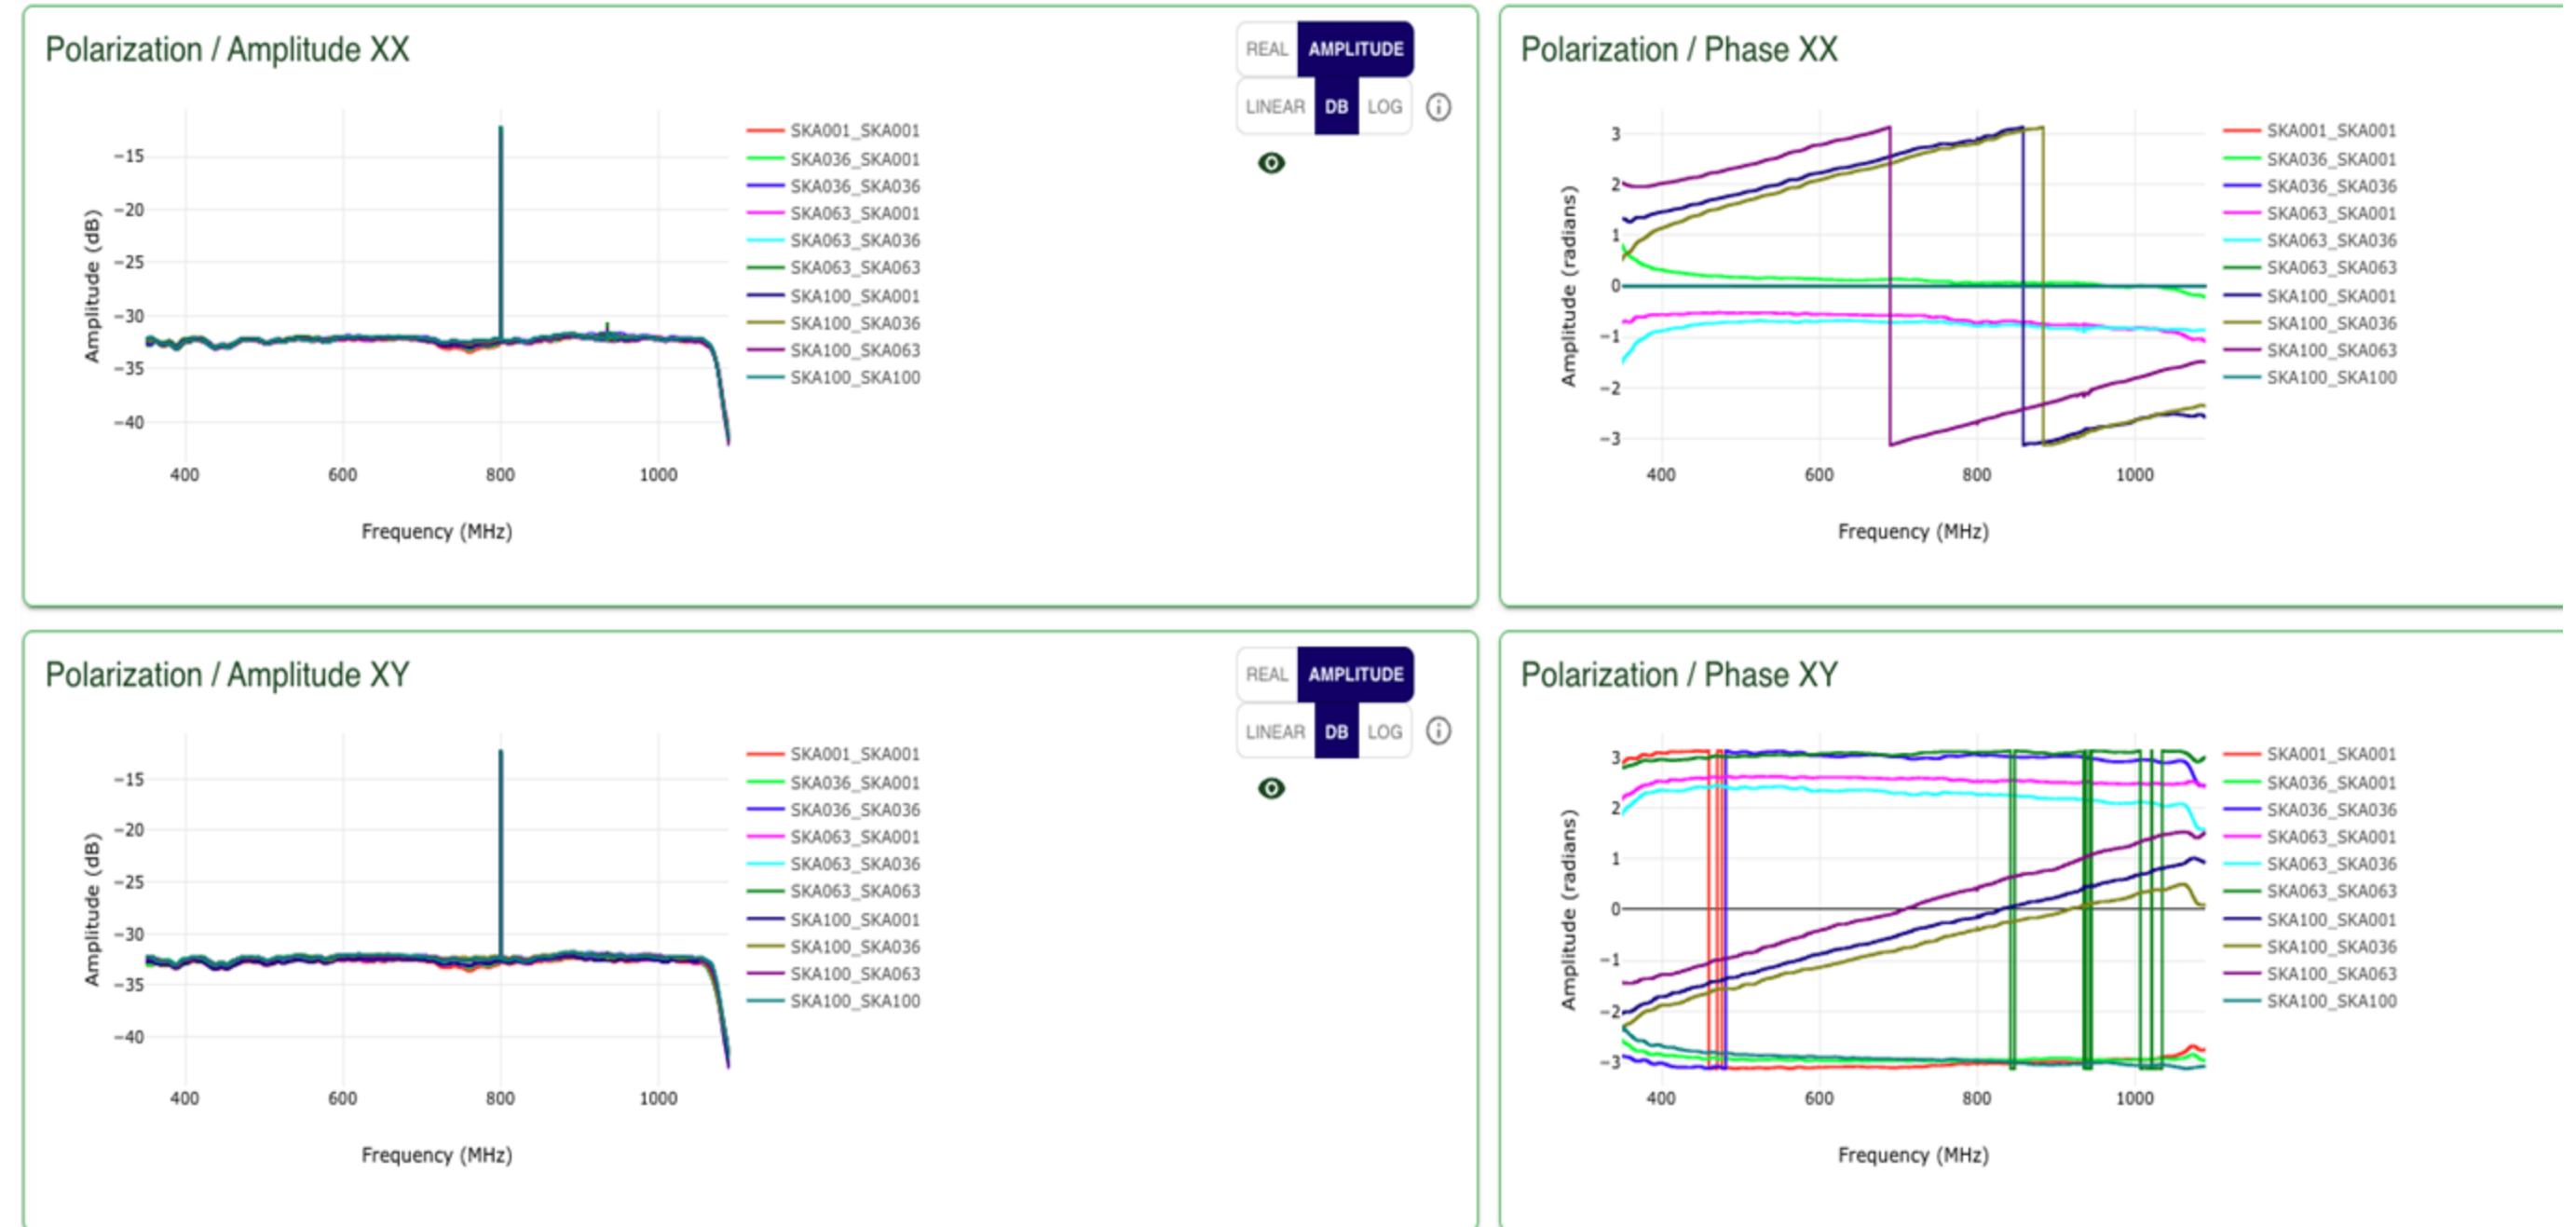 Polarization / Amplitude XX
REAL AMPLITUDE
LINEAR DB LOG
Amplitude (dB)
−15
−20
−25
−30
−35
−40
400 600 800 1000
Frequency (MHz)
SKA001_SKA001
SKA036_SKA001
SKA036_SKA036
SKA063_SKA001
SKA063_SKA036
SKA063_SKA063
SKA100_SKA001
SKA100_SKA036
SKA100_SKA063
SKA100_SKA100
Polarization / Phase XX
Amplitude (radians)
3
2
1
0
−1
−2
−3
400 600 800 1000
Frequency (MHz)
SKA001_SKA001
SKA036_SKA001
SKA036_SKA036
SKA063_SKA001
SKA063_SKA036
SKA063_SKA063
SKA100_SKA001
SKA100_SKA036
SKA100_SKA063
SKA100_SKA100
Polarization / Amplitude XY
REAL AMPLITUDE
LINEAR DB LOG
Amplitude (dB)
−15
−20
−25
−30
−35
−40
400 600 800 1000
Frequency (MHz)
SKA001_SKA001
SKA036_SKA001
SKA036_SKA036
SKA063_SKA001
SKA063_SKA036
SKA063_SKA063
SKA100_SKA001
SKA100_SKA036
SKA100_SKA063
SKA100_SKA100
Polarization / Phase XY
Amplitude (radians)
3
2
1
0
−1
−2
−3
400 600 800 1000
Frequency (MHz)
SKA001_SKA001
SKA036_SKA001
SKA036_SKA036
SKA063_SKA001
SKA063_SKA036
SKA063_SKA063
SKA100_SKA001
SKA100_SKA036
SKA100_SKA063
SKA100_SKA100